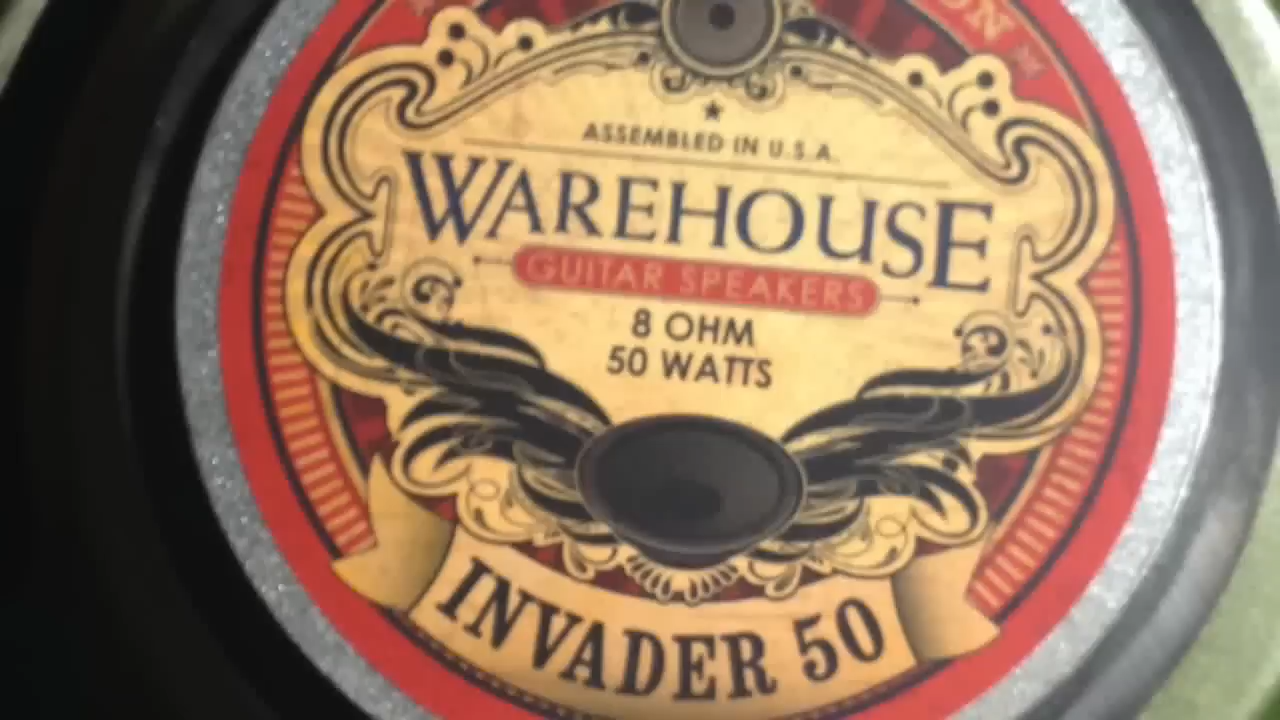 ASSEMBLED IN U.S.A.
WAREHOUSE
GUITAR SPEAKERS
8 OHM
50 WATTS
INVADER 50